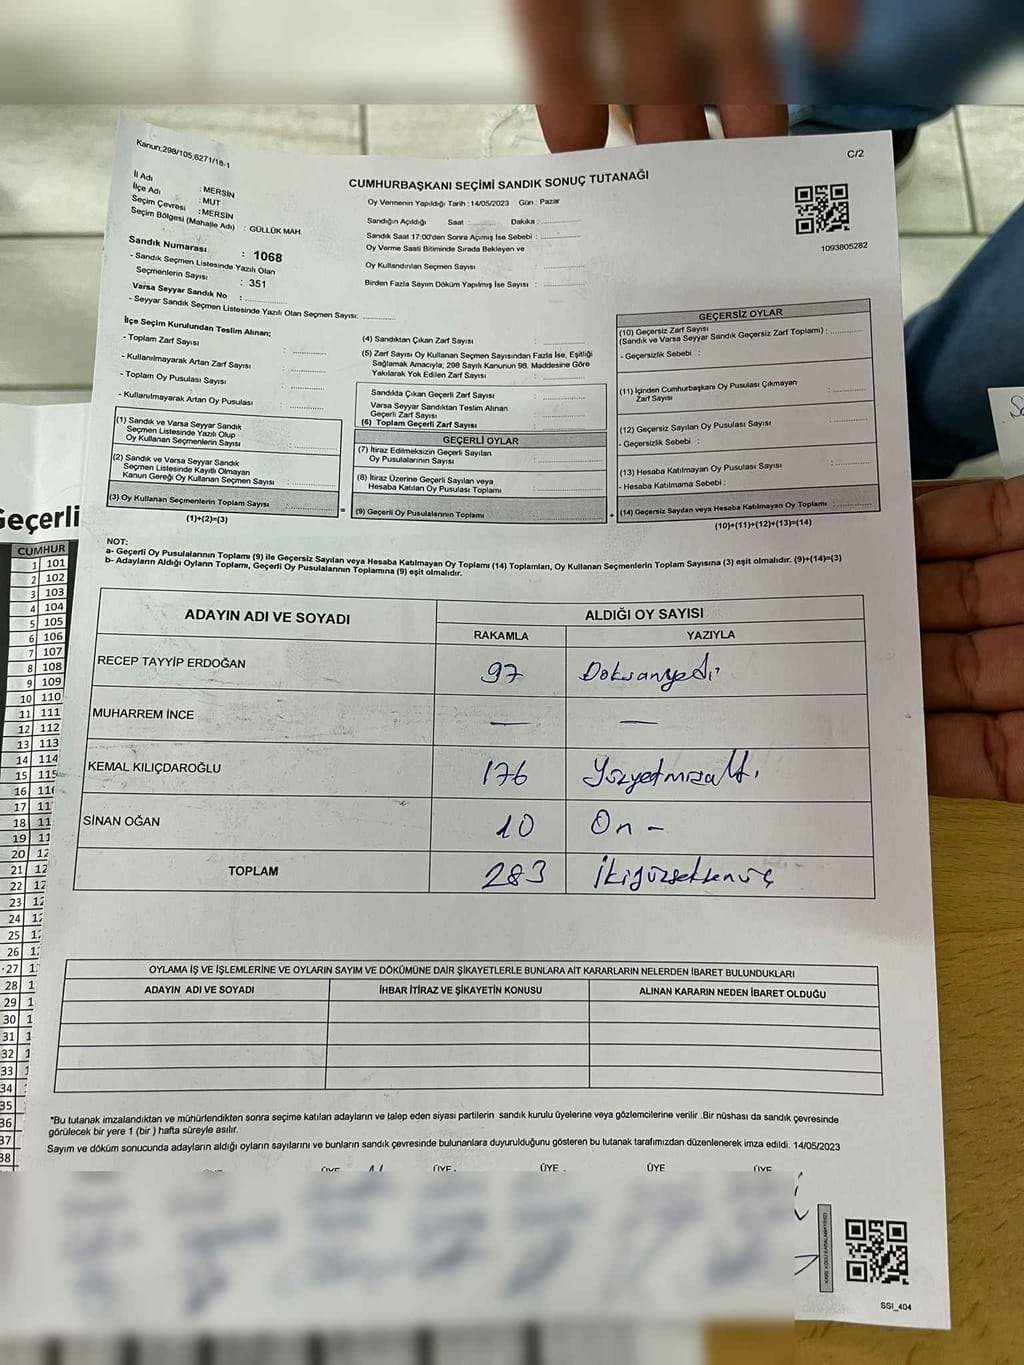 Kanun;298/105;6271/18-1
C/2
CUMHURBAŞKANI SEÇİMİ SANDIK SONUÇ TUTANAĞI
İl Adı : MERSİN
İlçe Adı : MUT
Seçim Çevresi : MERSİN
Seçim Bölgesi (Mahalle Adı) : GÜLLÜK MAH.
Sandık Numarası : 1068
- Sandık Seçmen Listesinde Yazılı Olan
Seçmenlerin Sayısı : 351
Varsa Seyyar Sandık No :
- Seyyar Sandık Seçmen Listesinde Yazılı Olan Seçmen Sayısı:
Oy Vermenin Yapıldığı Tarih : 14/05/2023 Gün : Pazar
Sandığın Açıldığı Saat : Dakika :
Sandık Saat 17:00'den Sonra Açımış İse Sebebi :
Oy Verme Saati Bitiminde Sırada Bekleyen ve
Oy Kullandırılan Seçmen Sayısı :
Birden Fazla Sayım Döküm Yapılmış İse Sayısı :
1093805282
İlçe Seçim Kurulundan Teslim Alınan;
- Toplam Zarf Sayısı :
- Kullanılmayarak Artan Zarf Sayısı :
- Toplam Oy Pusulası Sayısı :
- Kullanılmayarak Artan Oy Pusulası :
(1) Sandık ve Varsa Seyyar Sandık
Seçmen Listesinde Yazılı Olup
Oy Kullanan Seçmenlerin Sayısı :
(2) Sandık ve Varsa Seyyar Sandık
Seçmen Listesinde Kayıtlı Olmayan
Kanun Gereği Oy Kullanan Seçmen Sayısı :
(3) Oy Kullanan Seçmenlerin Toplam Sayısı :
(1)+(2)=(3)
(4) Sandıktan Çıkan Zarf Sayısı :
(5) Zarf Sayısı Oy Kullanan Seçmen Sayısından Fazla İse, Eşitliği
Sağlamak Amacıyla; 298 Sayılı Kanunun 98. Maddesine Göre
Yakılarak Yok Edilen Zarf Sayısı :
Sandıkta Çıkan Geçerli Zarf Sayısı :
Varsa Seyyar Sandıktan Teslim Alınan
Geçerli Zarf Sayısı :
(6) Toplam Geçerli Zarf Sayısı :
GEÇERLİ OYLAR
(7) İtiraz Edilmeksizin Geçerli Sayılan
Oy Pusulalarının Sayısı :
(8) İtiraz Üzerine Geçerli Sayılan veya
Hesaba Katılan Oy Pusulası Toplamı :
= (9) Geçerli Oy Pusulalarının Toplamı :
GEÇERSİZ OYLAR
(10) Geçersiz Zarf Sayısı
(Sandık ve Varsa Seyyar Sandık Geçersiz Zarf Toplamı) :
- Geçersizlik Sebebi :
(11) İçinden Cumhurbaşkanı Oy Pusulası Çıkmayan
Zarf Sayısı :
(12) Geçersiz Sayılan Oy Pusulası Sayısı :
- Geçersizlik Sebebi :
(13) Hesaba Katılmayan Oy Pusulası Sayısı :
- Hesaba Katılmama Sebebi :
+ (14) Geçersiz Sayılan veya Hesaba Katılmayan Oy Toplamı :
(10)+(11)+(12)+(13)=(14)
NOT:
a- Geçerli Oy Pusulalarının Toplamı (9) ile Geçersiz Sayılan veya Hesaba Katılmayan Oy Toplamı (14) Toplamları, Oy Kullanan Seçmenlerin Toplam Sayısına (3) eşit olmalıdır. (9)+(14)=(3)
b- Adayların Aldığı Oyların Toplamı, Geçerli Oy Pusulalarının Toplamına (9) eşit olmalıdır.
ADAYIN ADI VE SOYADI ALDIĞI OY SAYISI
RAKAMLA YAZIYLA
RECEP TAYYİP ERDOĞAN 97 Doksanyedi
MUHARREM İNCE — —
KEMAL KILIÇDAROĞLU 176 Yüzyetmişaltı
SİNAN OĞAN 10 On -
TOPLAM 283 İkiyüzseksenüç
OYLAMA İŞ VE İŞLEMLERİNE VE OYLARIN SAYIM VE DÖKÜMÜNE DAİR ŞİKAYETLERLE BUNLARA AİT KARARLARIN NELERDEN İBARET BULUNDUKLARI
ADAYIN ADI VE SOYADI İHBAR İTİRAZ VE ŞİKAYETİN KONUSU ALINAN KARARIN NEDEN İBARET OLDUĞU
*Bu tutanak imzalandıktan ve mühürlendikten sonra seçime katılan adayların ve talep eden siyasi partilerin sandık kurulu üyelerine veya gözlemcilerine verilir .Bir nüshası da sandık çevresinde
görülecek bir yere 1 (bir ) hafta süreyle asılır.
Sayım ve döküm sonucunda adayların aldığı oyların sayılarını ve bunların sandık çevresinde bulunanlara duyurulduğunu gösteren bu tutanak tarafımızdan düzenlenerek imza edildi. 14/05/2023
ÜYE ÜYE ÜYE ÜYE ÜYE
SSI_404
Geçerli
CUMHUR
1 101
2 102
3 103
4 104
5 105
6 106
7 107
8 108
9 109
10 110
11 111
12 112
13 113
14 114
15 115
16
17
18
19
20
21
22
23
24
25
26
27
28
29
30
31
32
33
34
35
36
37
38